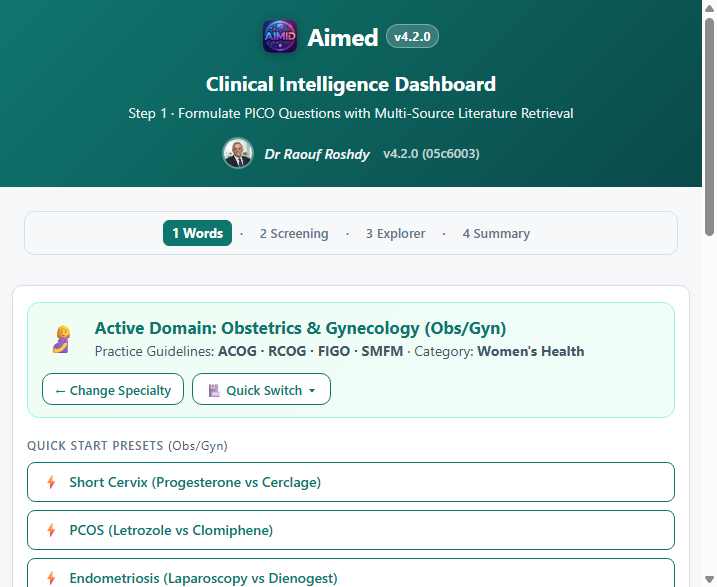 AIMID
Aimed v4.2.0
Clinical Intelligence Dashboard
Step 1 · Formulate PICO Questions with Multi-Source Literature Retrieval
Dr Raouf Roshdy v4.2.0 (05c6003)
1 Words · 2 Screening · 3 Explorer · 4 Summary
Active Domain: Obstetrics & Gynecology (Obs/Gyn)
Practice Guidelines: ACOG · RCOG · FIGO · SMFM · Category: Women's Health
← Change Specialty Quick Switch
QUICK START PRESETS (Obs/Gyn)
Short Cervix (Progesterone vs Cerclage)
PCOS (Letrozole vs Clomiphene)
Endometriosis (Laparoscopy vs Dienogest)